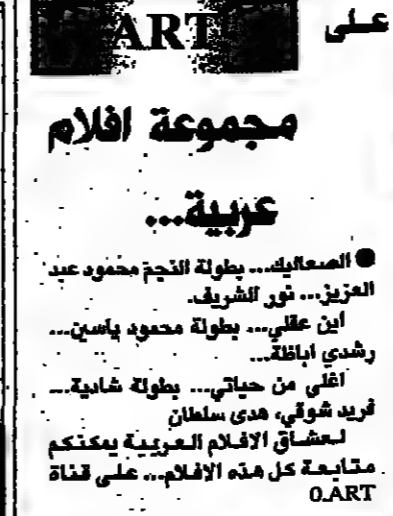 على ART
مجموعة افلام
عربية...
● الصعاليك... بطولة النجم محمود عبد
العزيز... نور الشريف.
اين عقلي... بطولة محمود ياسين...
رشدي اباظة...
اغلى من حياتي... بطولة شادية...
فريد شوقي، هدى سلطان
لعشاق الافلام العربية يمكنكم
متابعة كل هذه الافلام... على قناة
0.ART